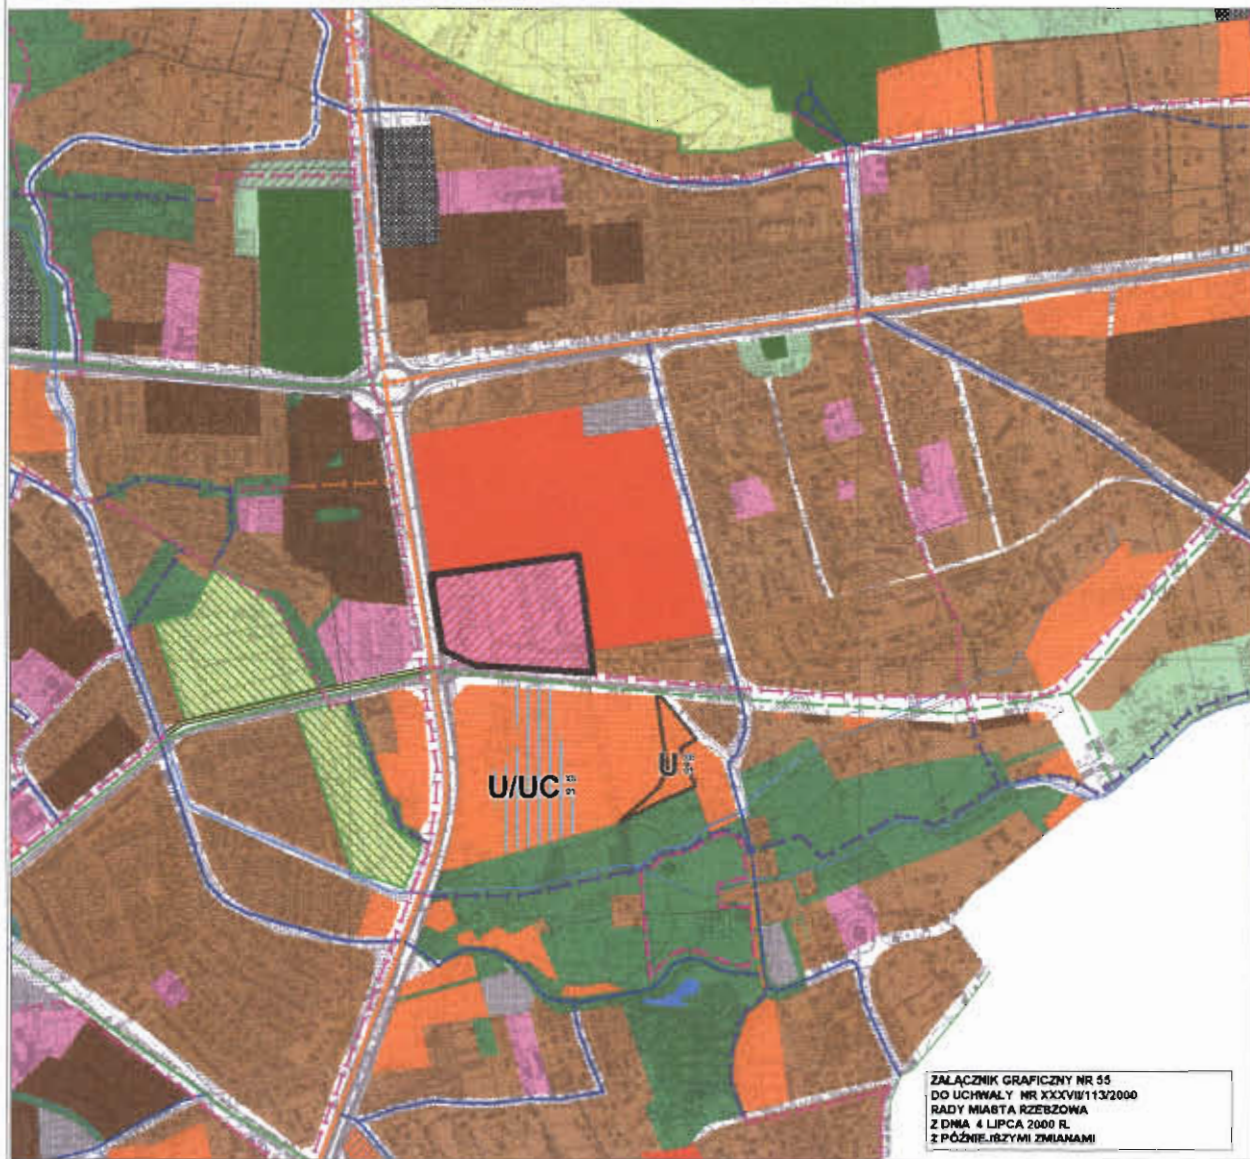 U/UC
U
ZAŁĄCZNIK GRAFICZNY NR 55
DO UCHWAŁY NR XXXVII/113/2000
RADY MIASTA RZESZOWA
Z DNIA 4 LIPCA 2000 R.
Z PÓŹNIEJSZYMI ZMIANAMI